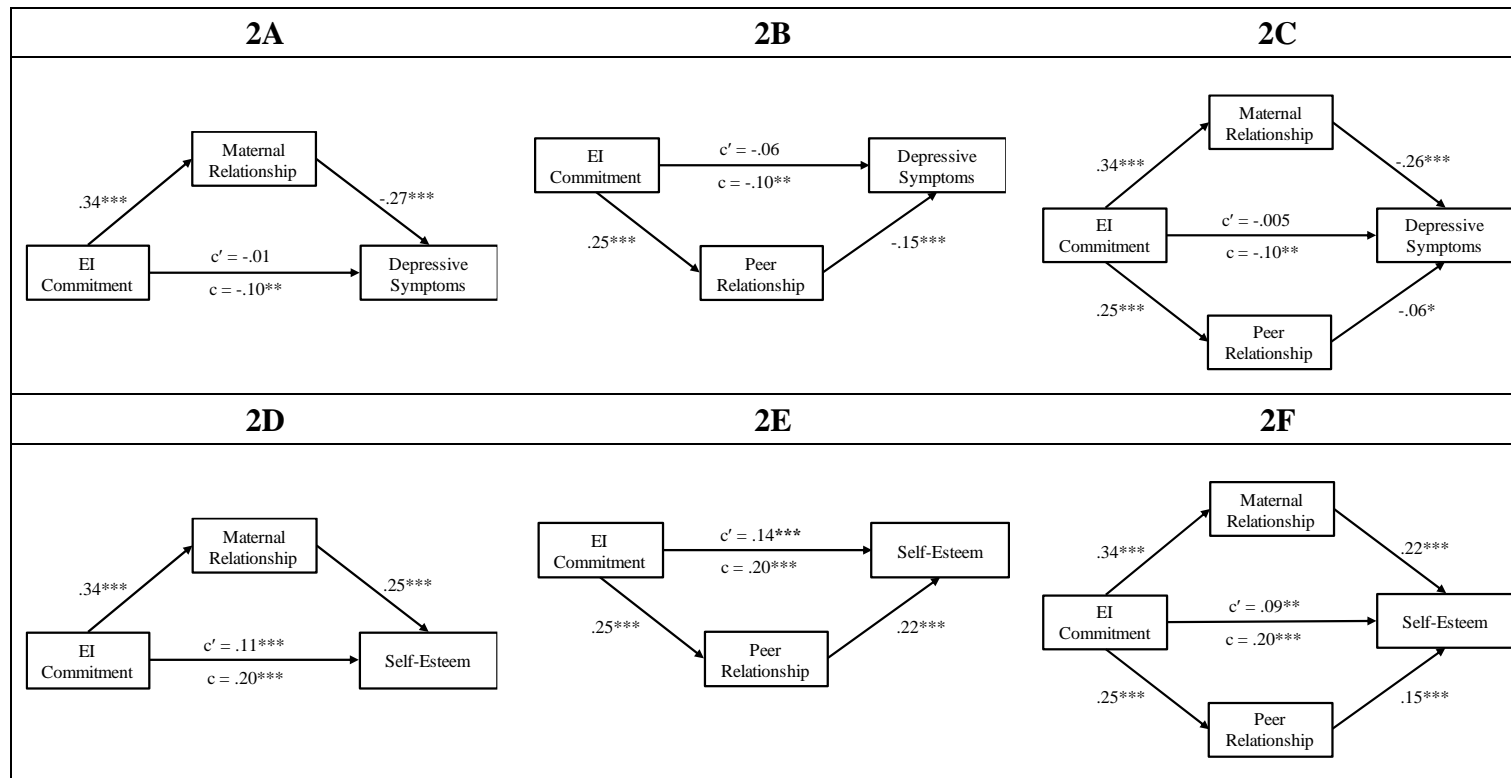 2A
2B
2C
Maternal
Relationship
.34***
-.27***
EI
Commitment
c′ = -.01
c = -.10**
Depressive
Symptoms
EI
Commitment
c′ = -.06
c = -.10**
Depressive
Symptoms
.25***
-.15***
Peer
Relationship
Maternal
Relationship
.34***
-.26***
EI
Commitment
c′ = -.005
c = -.10**
Depressive
Symptoms
.25***
-.06*
Peer
Relationship
2D
2E
2F
Maternal
Relationship
.34***
.25***
EI
Commitment
c′ = .11***
c = .20***
Self-Esteem
EI
Commitment
c′ = .14***
c = .20***
Self-Esteem
.25***
.22***
Peer
Relationship
Maternal
Relationship
.34***
.22***
EI
Commitment
c′ = .09**
c = .20***
Self-Esteem
.25***
.15***
Peer
Relationship